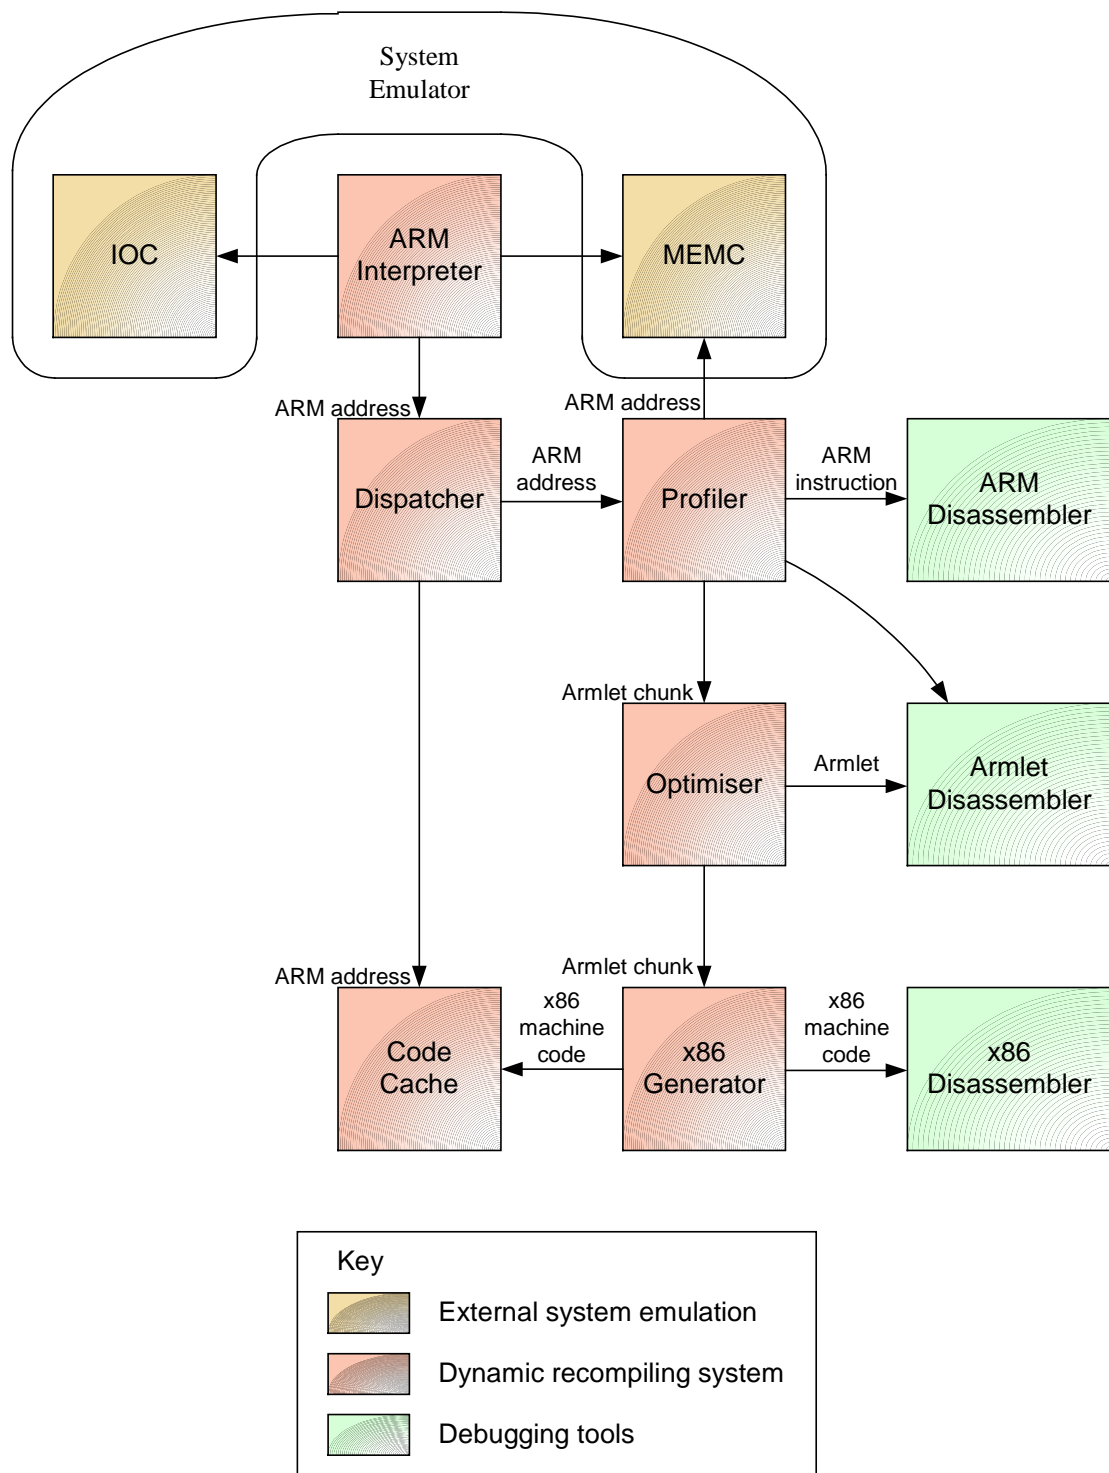 System
Emulator
IOC
ARM
Interpreter
MEMC
ARM address
ARM address
Dispatcher
ARM
address
Profiler
ARM
instruction
ARM
Disassembler
Armlet chunk
Optimiser
Armlet
Armlet
Disassembler
ARM address
Armlet chunk
Code
Cache
x86
machine
code
x86
Generator
x86
machine
code
x86
Disassembler
Key
External system emulation
Dynamic recompiling system
Debugging tools